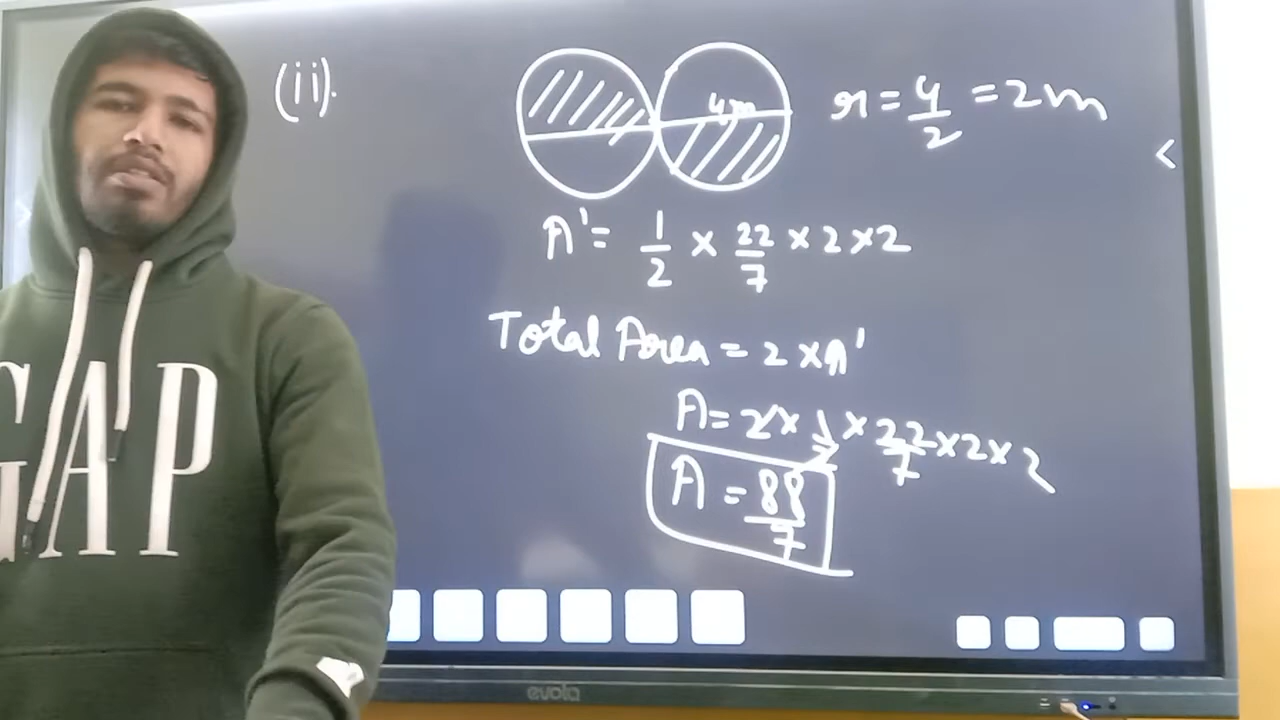 (ii).
4m
r = 4/2 = 2m
A' = 1/2 × 22/7 × 2 × 2
Total Area = 2 × A'
A = 2 × 1/2 × 22/7 × 2 × 2
A = 88/7
GAP
evola